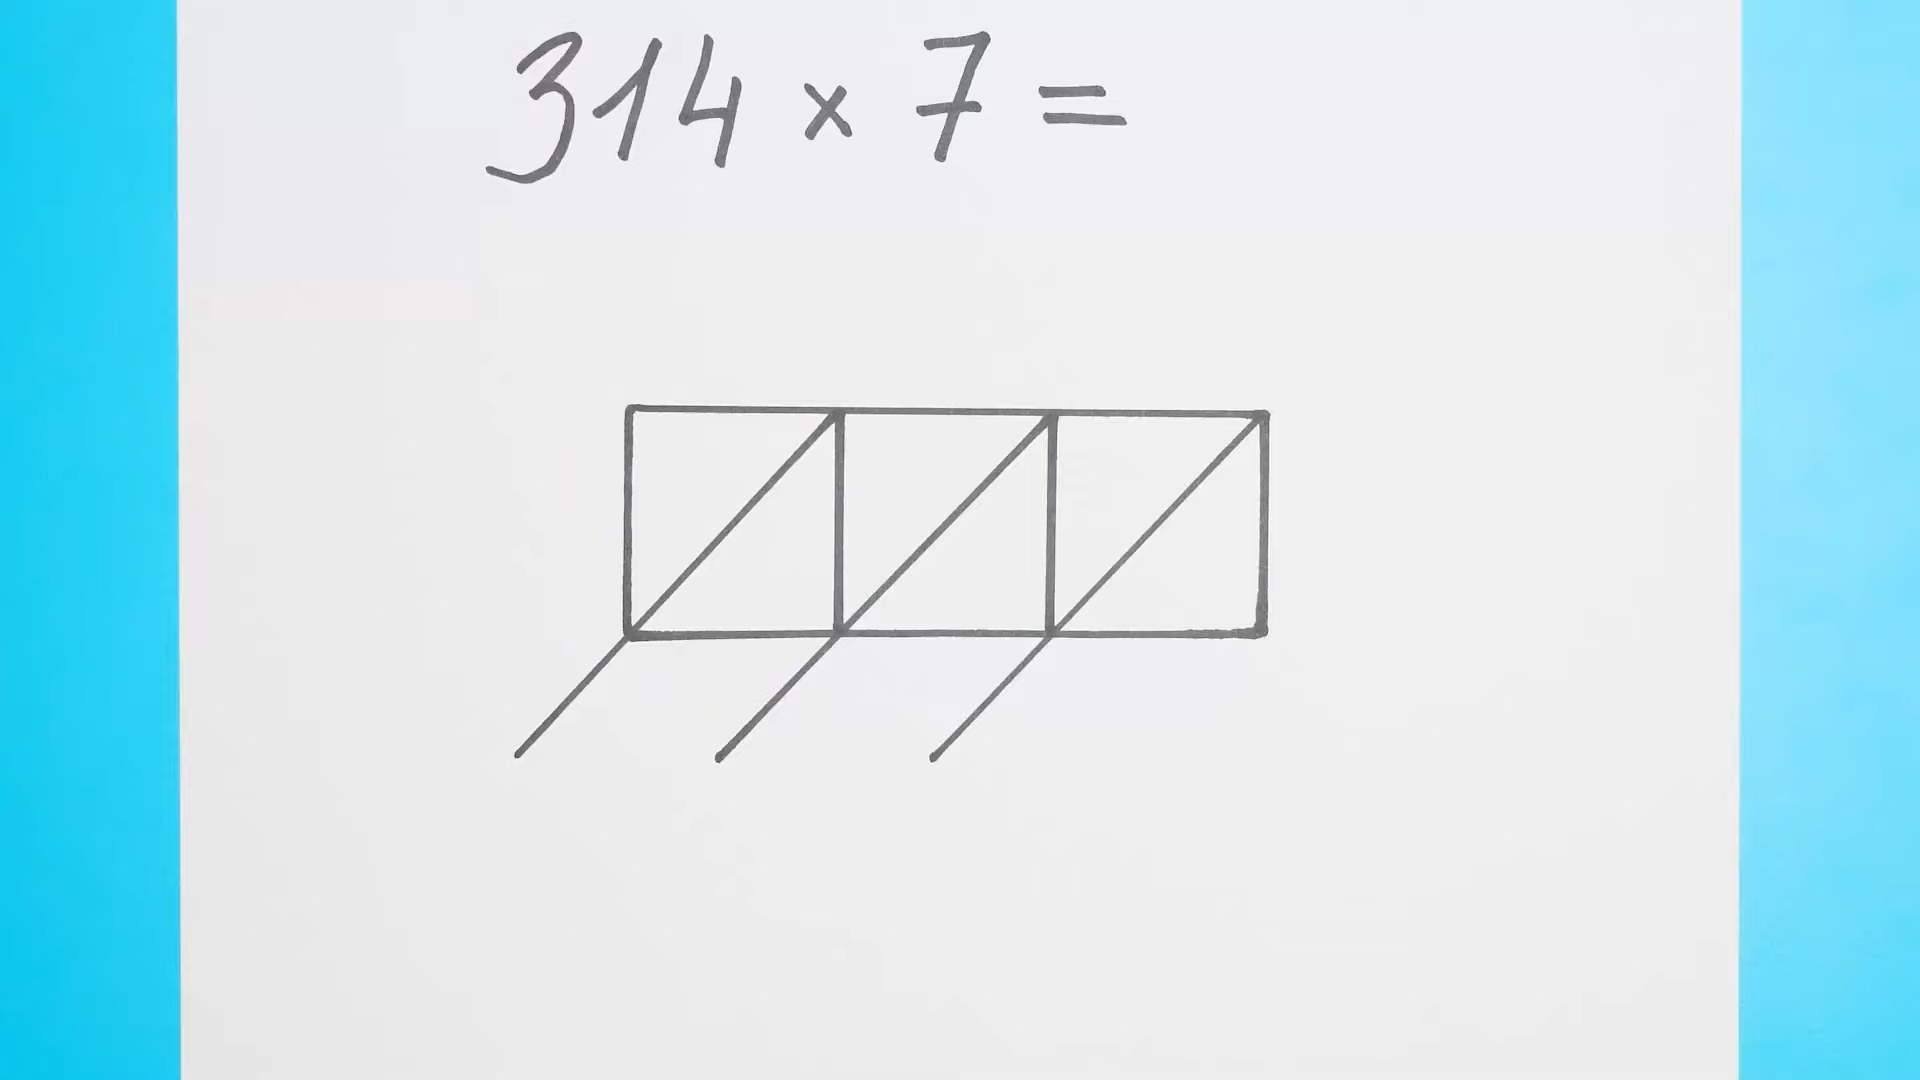 314 × 7 =